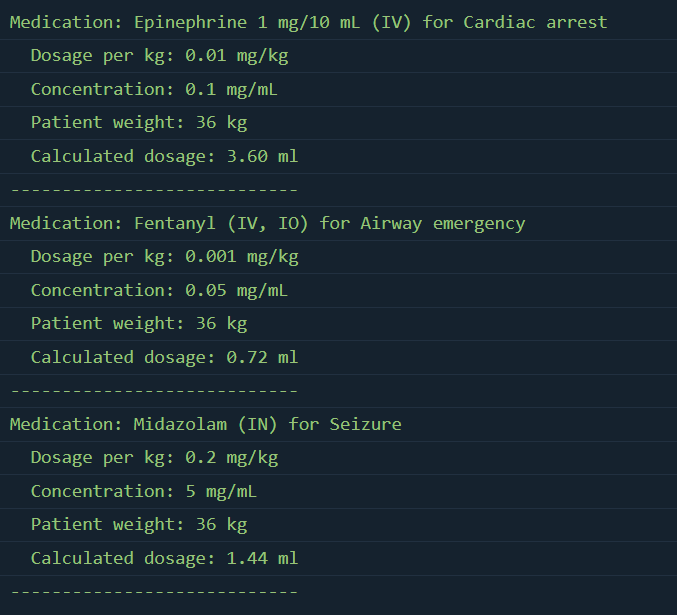 Medication: Epinephrine 1 mg/10 mL (IV) for Cardiac arrest
Dosage per kg: 0.01 mg/kg
Concentration: 0.1 mg/mL
Patient weight: 36 kg
Calculated dosage: 3.60 ml
----------------------------
Medication: Fentanyl (IV, IO) for Airway emergency
Dosage per kg: 0.001 mg/kg
Concentration: 0.05 mg/mL
Patient weight: 36 kg
Calculated dosage: 0.72 ml
----------------------------
Medication: Midazolam (IN) for Seizure
Dosage per kg: 0.2 mg/kg
Concentration: 5 mg/mL
Patient weight: 36 kg
Calculated dosage: 1.44 ml
----------------------------